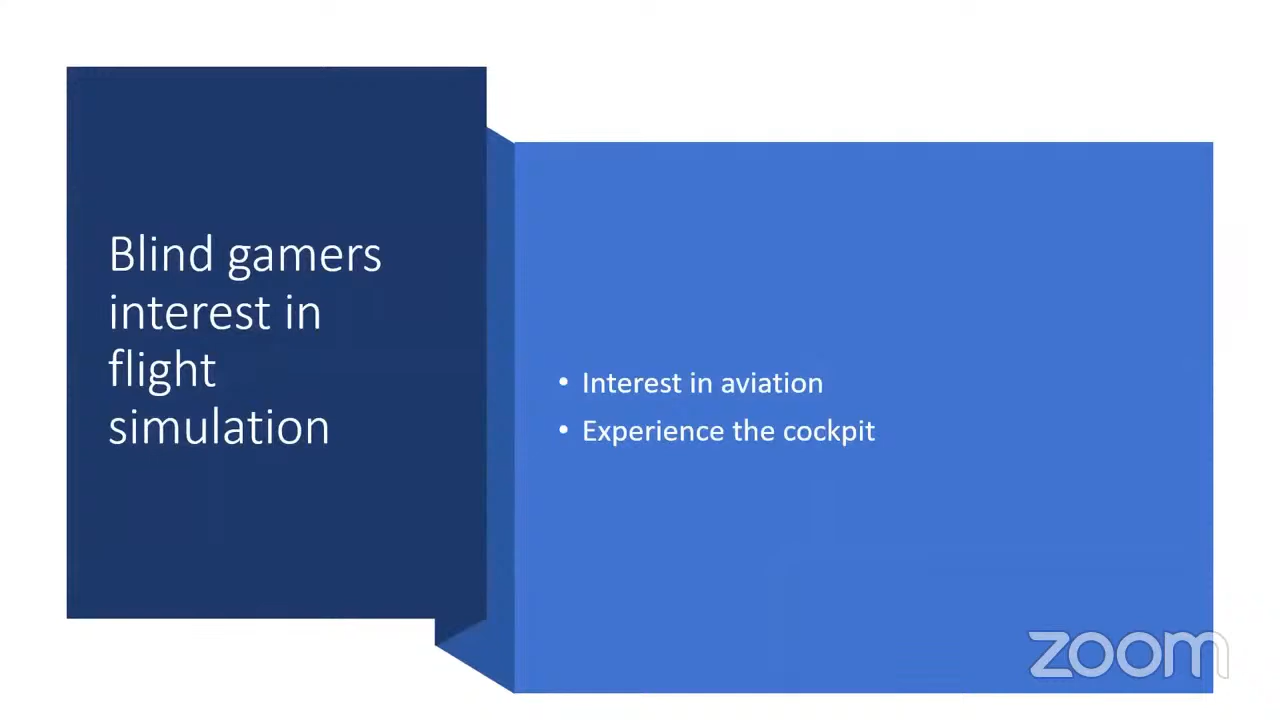 Blind gamers
interest in
flight
simulation
• Interest in aviation
• Experience the cockpit
zoom